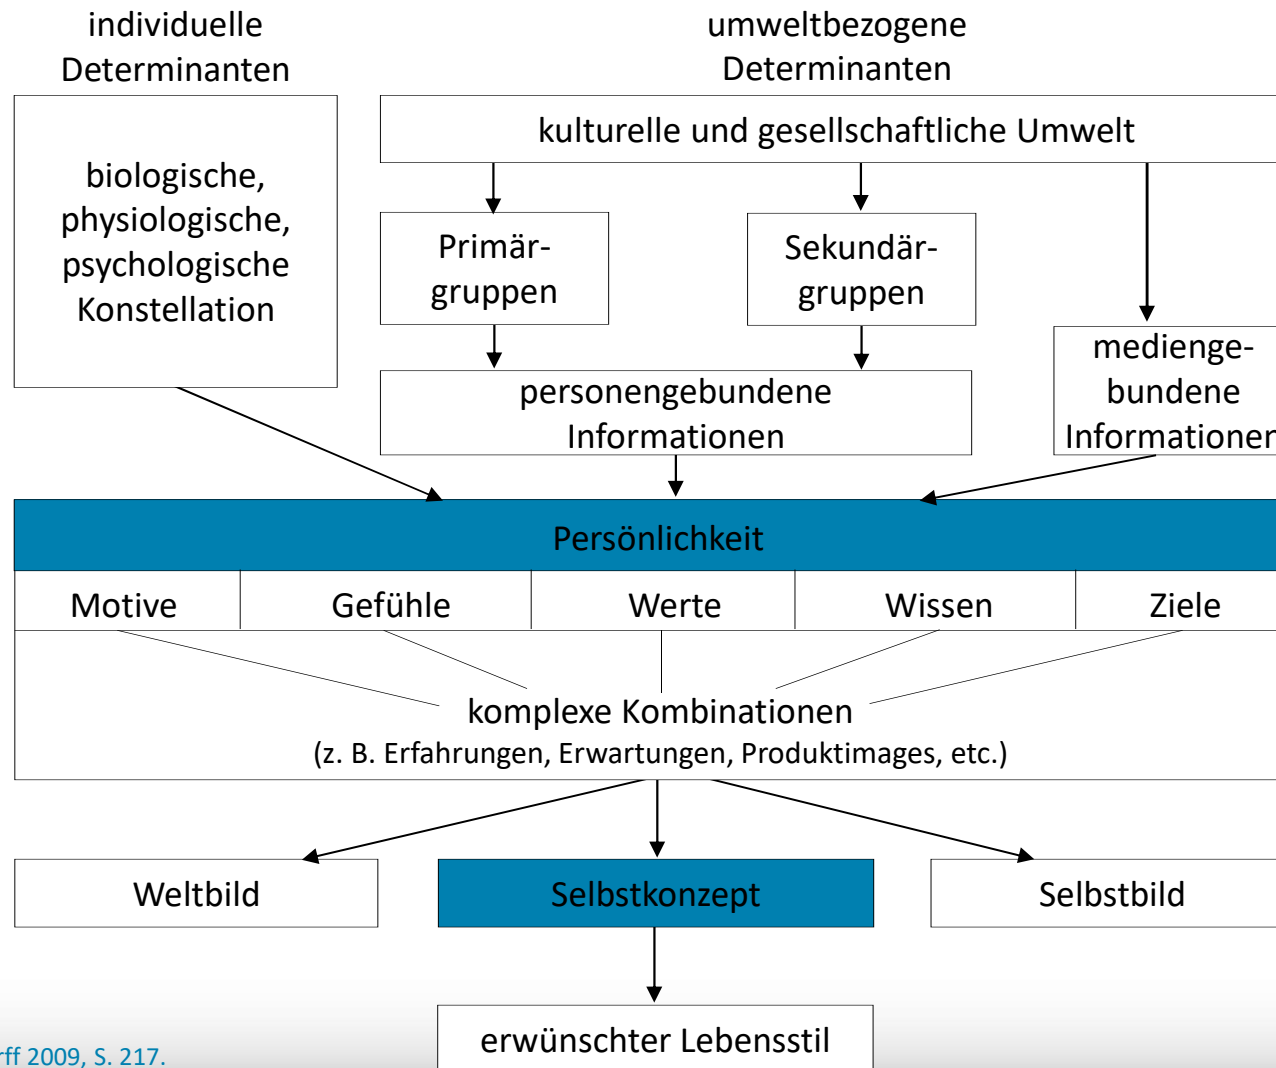 individuelle
Determinanten
umweltbezogene
Determinanten
biologische,
physiologische,
psychologische
Konstellation
kulturelle und gesellschaftliche Umwelt
Primär-
gruppen
Sekundär-
gruppen
personengebundene
Informationen
medienge-
bundene
Informationen
Persönlichkeit
Motive
Gefühle
Werte
Wissen
Ziele
komplexe Kombinationen
(z. B. Erfahrungen, Erwartungen, Produktimages, etc.)
Weltbild
Selbstkonzept
Selbstbild
erwünschter Lebensstil
rff 2009, S. 217.